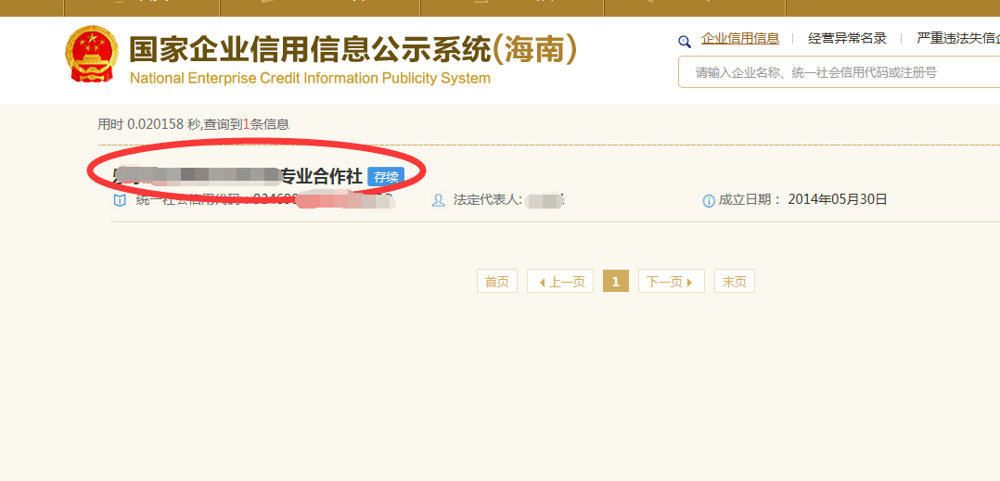 国家企业信用信息公示系统(海南)
National Enterprise Credit Information Publicity System
企业信用信息 经营异常名录 严重违法失信企
请输入企业名称、统一社会信用代码或注册号
用时 0.020158 秒,查询到1条信息
专业合作社 存续
统一社会信用代码: 法定代表人: 成立日期: 2014年05月30日
首页 上一页 1 下一页 末页